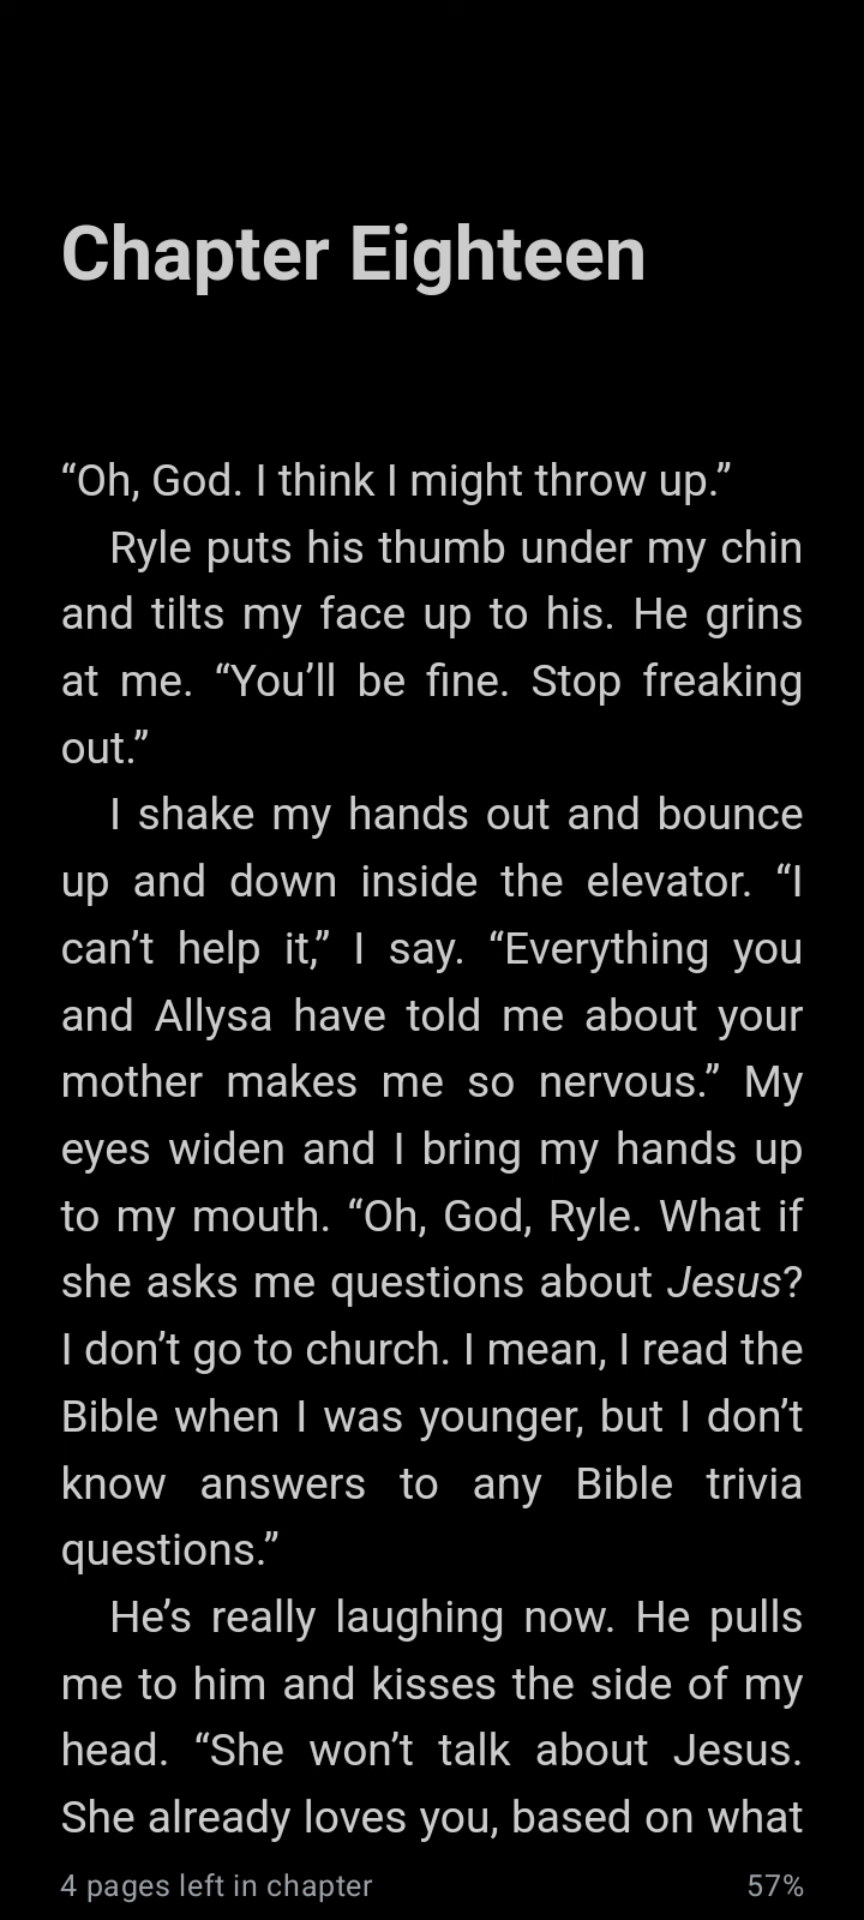 Chapter Eighteen
“Oh, God. I think I might throw up.”
Ryle puts his thumb under my chin
and tilts my face up to his. He grins
at me. “You’ll be fine. Stop freaking
out.”
I shake my hands out and bounce
up and down inside the elevator. “I
can’t help it,” I say. “Everything you
and Allysa have told me about your
mother makes me so nervous.” My
eyes widen and I bring my hands up
to my mouth. “Oh, God, Ryle. What if
she asks me questions about Jesus?
I don’t go to church. I mean, I read the
Bible when I was younger, but I don’t
know answers to any Bible trivia
questions.”
He’s really laughing now. He pulls
me to him and kisses the side of my
head. “She won’t talk about Jesus.
She already loves you, based on what
4 pages left in chapter
57%